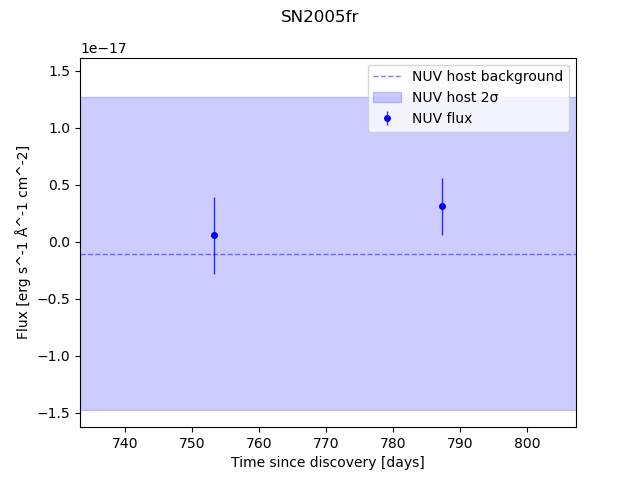 SN2005fr
1e−17
NUV host background
NUV host 2σ
NUV flux
1.5
1.0
0.5
0.0
−0.5
−1.0
−1.5
Flux [erg s^-1 Å^-1 cm^-2]
740
750
760
770
780
790
800
Time since discovery [days]